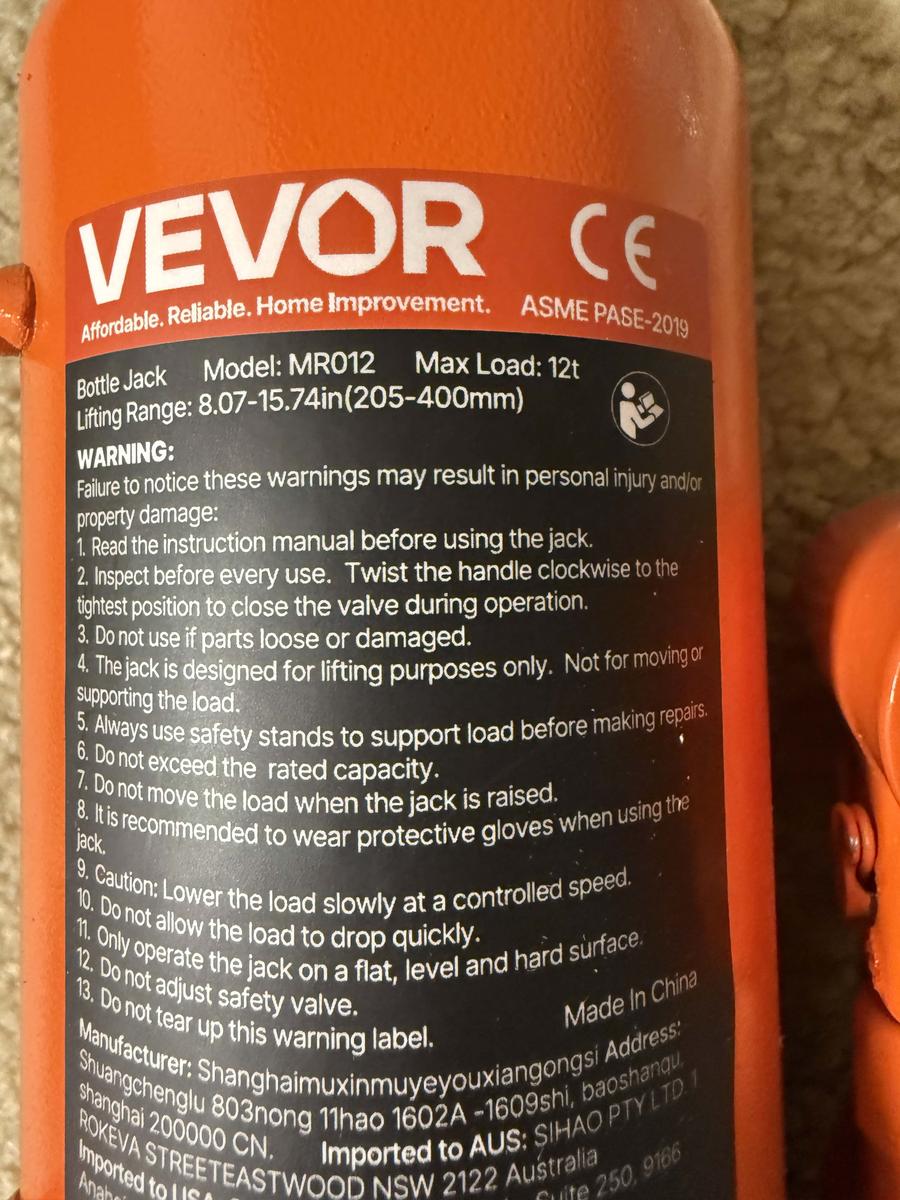 VEVOR CE
Affordable. Reliable. Home Improvement. ASME PASE-2019
Bottle Jack Model: MR012 Max Load: 12t
Lifting Range: 8.07-15.74in(205-400mm)
WARNING:
Failure to notice these warnings may result in personal injury and/or
property damage:
1. Read the instruction manual before using the jack.
2. Inspect before every use. Twist the handle clockwise to the
tightest position to close the valve during operation.
3. Do not use if parts loose or damaged.
4. The jack is designed for lifting purposes only. Not for moving or
supporting the load.
5. Always use safety stands to support load before making repairs.
6. Do not exceed the rated capacity.
7. Do not move the load when the jack is raised.
8. It is recommended to wear protective gloves when using the
jack.
9. Caution: Lower the load slowly at a controlled speed.
10. Do not allow the load to drop quickly.
11. Only operate the jack on a flat, level and hard surface.
12. Do not adjust safety valve.
13. Do not tear up this warning label. Made In China
Manufacturer: Shanghaimuxinmuyeyouxiangongsi Address:
Shuangchenglu 803nong 11hao 1602A -1609shi, baoshanqu,
shanghai 200000 CN. Imported to AUS: SIHAO PTY LTD. 1
ROKEVA STREETEASTWOOD NSW 2122 Australia
Imported to USA: Suite 250, 9166